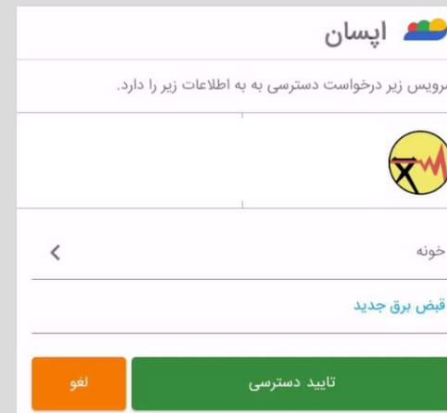 اپسان
سرویس زیر درخواست دسترسی به به اطلاعات زیر را دارد.
خونه
قبض برق جدید
تایید دسترسی
لغو